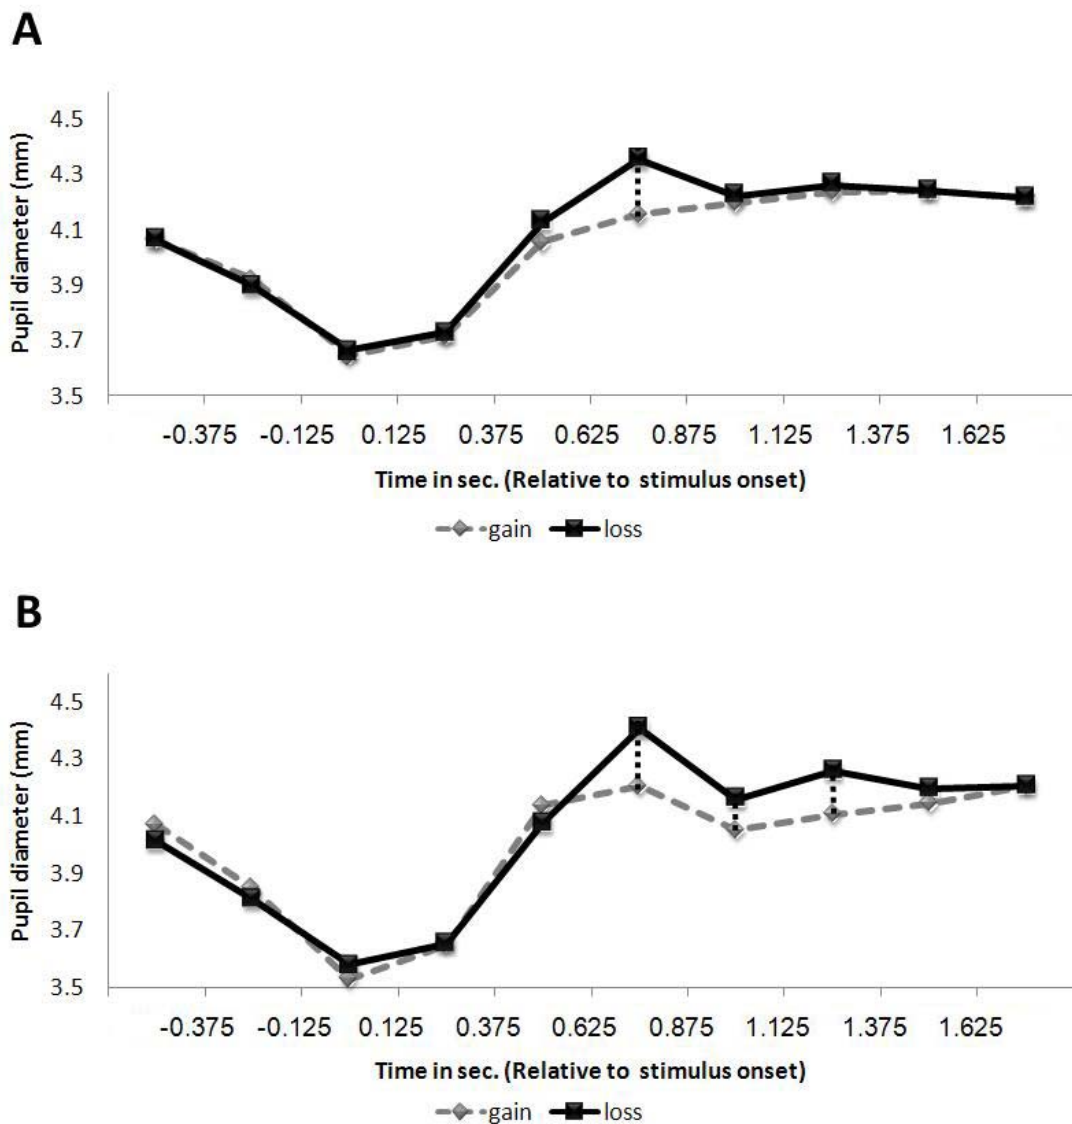 A
4.5
4.3
4.1
3.9
3.7
3.5
Pupil diameter (mm)
-0.375 -0.125 0.125 0.375 0.625 0.875 1.125 1.375 1.625
Time in sec. (Relative to stimulus onset)
gain loss
B
4.5
4.3
4.1
3.9
3.7
3.5
Pupil diameter (mm)
-0.375 -0.125 0.125 0.375 0.625 0.875 1.125 1.375 1.625
Time in sec. (Relative to stimulus onset)
gain loss